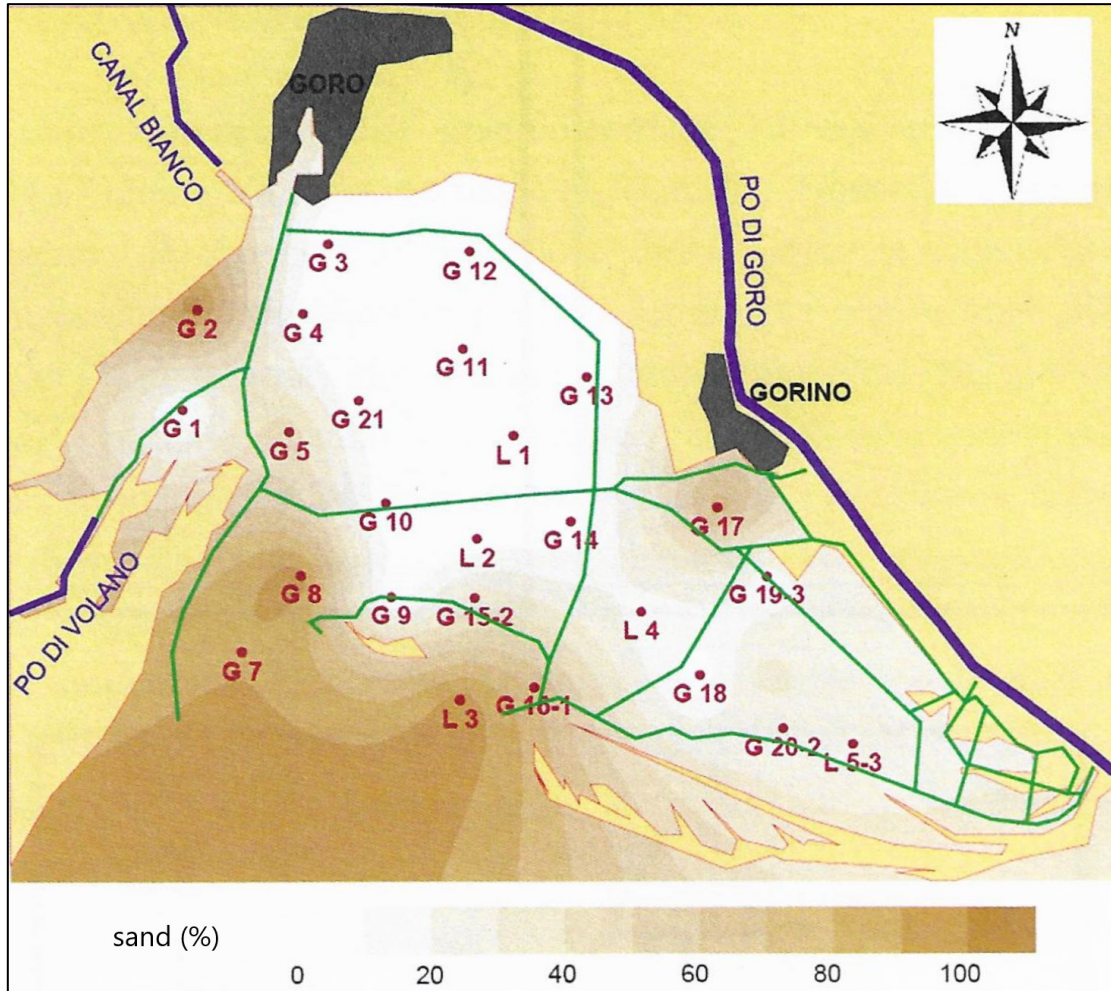 N
GORO
CANAL BIANCO
PO DI GORO
G 3
G 12
G 2
G 4
G 11
G 13
GORINO
G 21
G 1
G 5
L 1
G 10
G 17
G 14
L 2
G 8
G 9
G 15-2
G 19-3
L 4
PO DI VOLANO
G 7
G 18
L 3
G 16-1
G 20-2
L 5-3
sand (%)
0 20 40 60 80 100